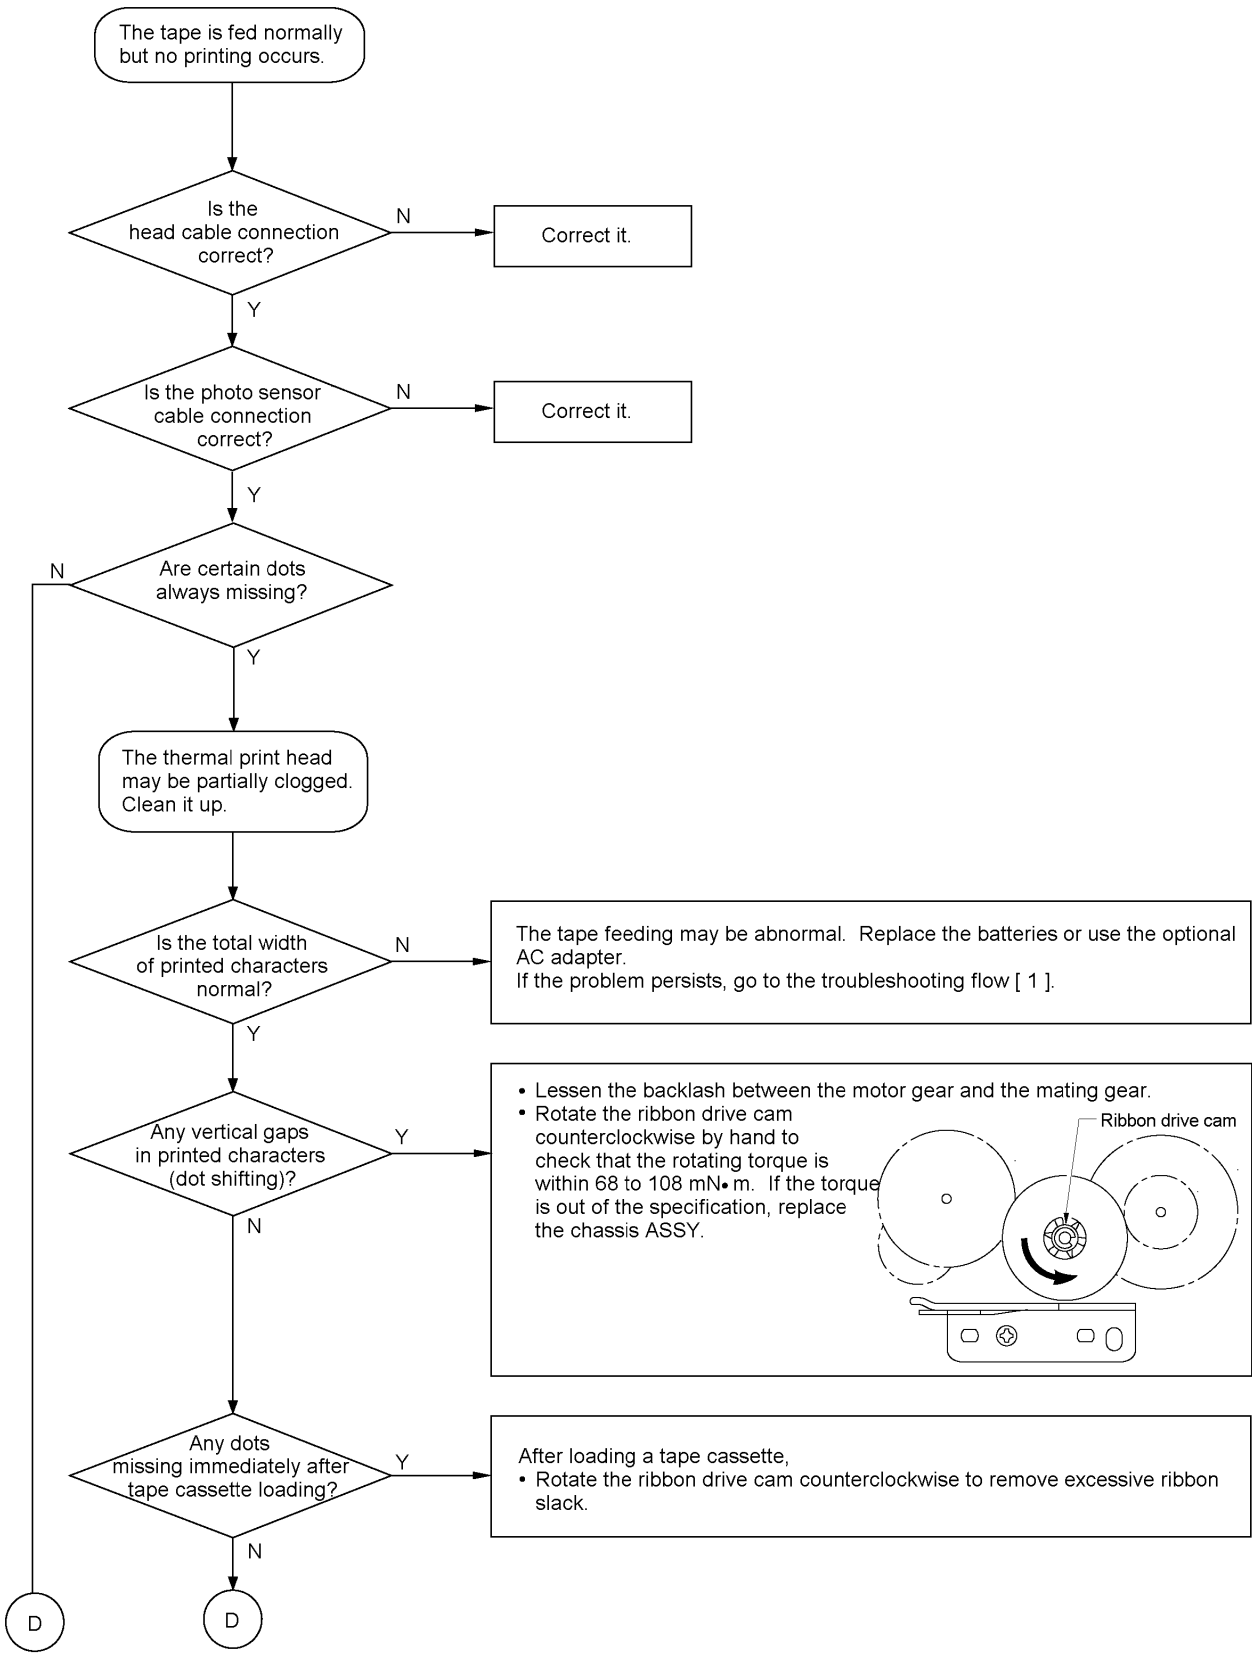 The tape is fed normally
but no printing occurs.
Is the
head cable connection
correct?
N
Correct it.
Y
Is the photo sensor
cable connection
correct?
N
Correct it.
Y
Are certain dots
always missing?
N
Y
The thermal print head
may be partially clogged.
Clean it up.
Is the total width
of printed characters
normal?
N
The tape feeding may be abnormal. Replace the batteries or use the optional
AC adapter.
If the problem persists, go to the troubleshooting flow [ 1 ].
Y
Any vertical gaps
in printed characters
(dot shifting)?
Y
• Lessen the backlash between the motor gear and the mating gear.
• Rotate the ribbon drive cam
counterclockwise by hand to
check that the rotating torque is
within 68 to 108 mN•m. If the torque
is out of the specification, replace
the chassis ASSY.
Ribbon drive cam
N
Any dots
missing immediately after
tape cassette loading?
Y
After loading a tape cassette,
• Rotate the ribbon drive cam counterclockwise to remove excessive ribbon
slack.
N
D
D